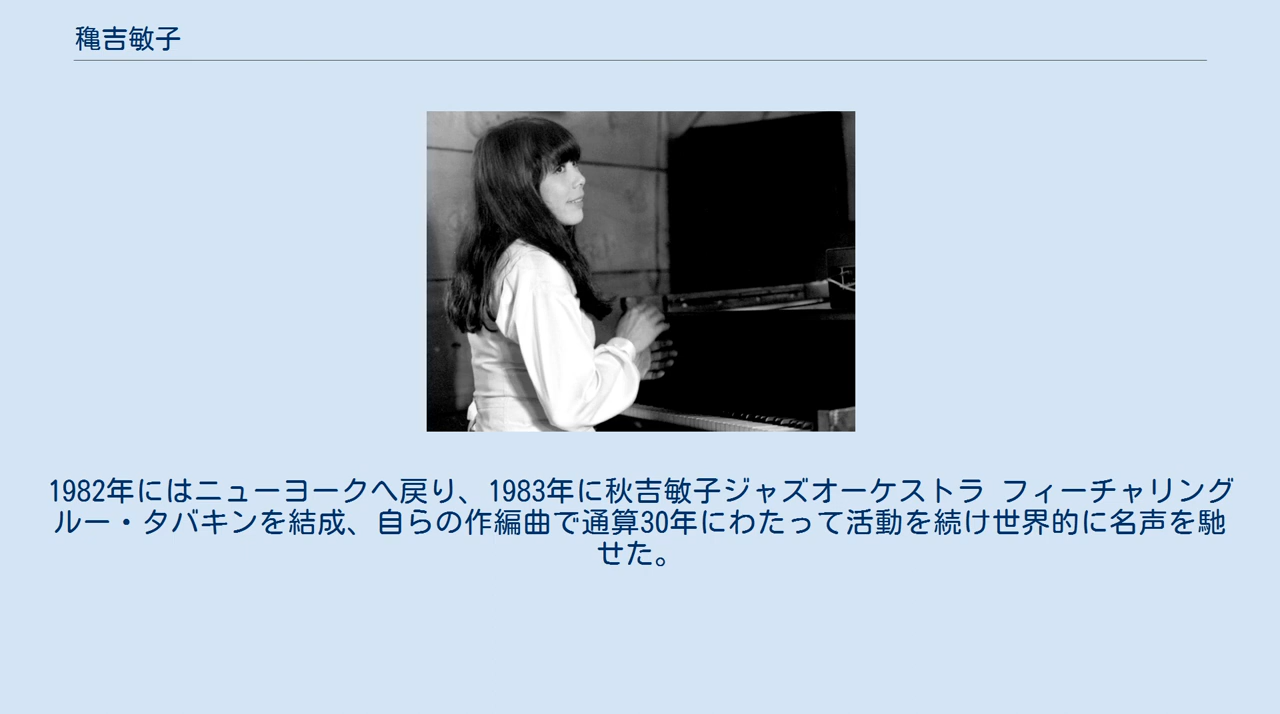 穐吉敏子
1982年にはニューヨークへ戻り、1983年に秋吉敏子ジャズオーケストラ フィーチャリング
ルー・タバキンを結成、自らの作編曲で通算30年にわたって活動を続け世界的に名声を馳
せた。